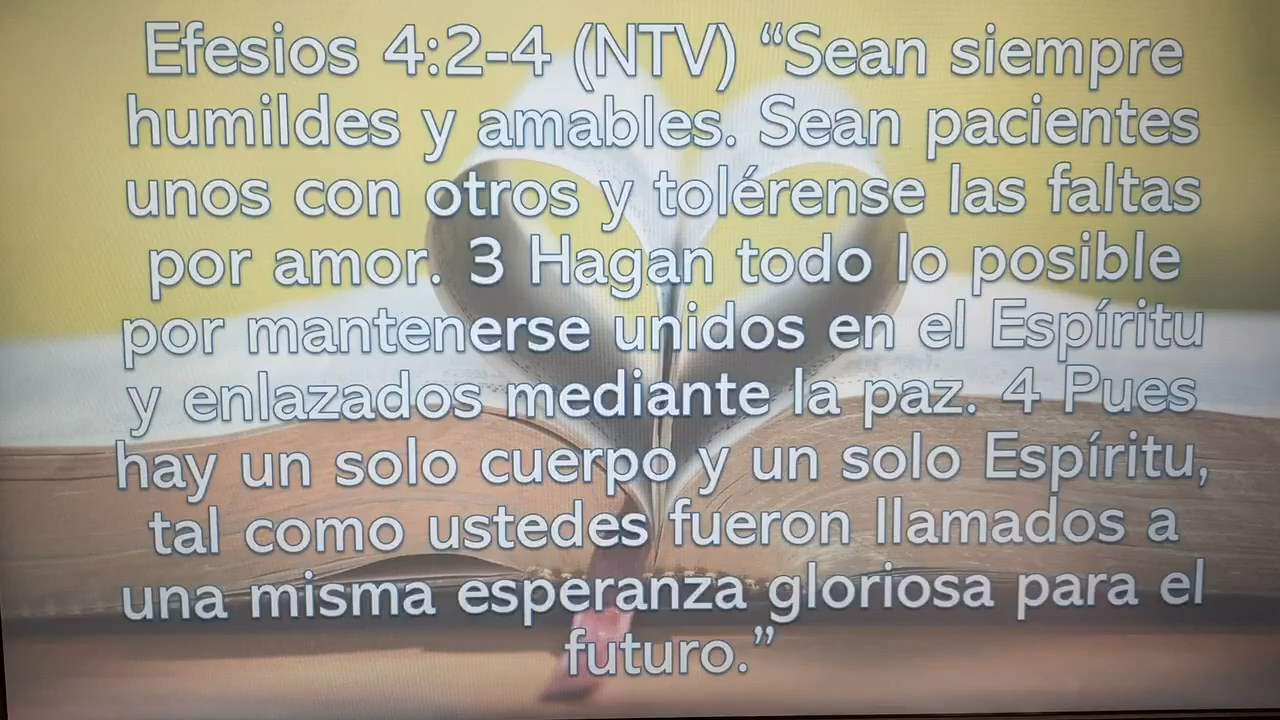 Efesios 4:2-4 (NTV) “Sean siempre
humildes y amables. Sean pacientes
unos con otros y tolérense las faltas
por amor. 3 Hagan todo lo posible
por mantenerse unidos en el Espíritu
y enlazados mediante la paz. 4 Pues
hay un solo cuerpo y un solo Espíritu,
tal como ustedes fueron llamados a
una misma esperanza gloriosa para el
futuro.”